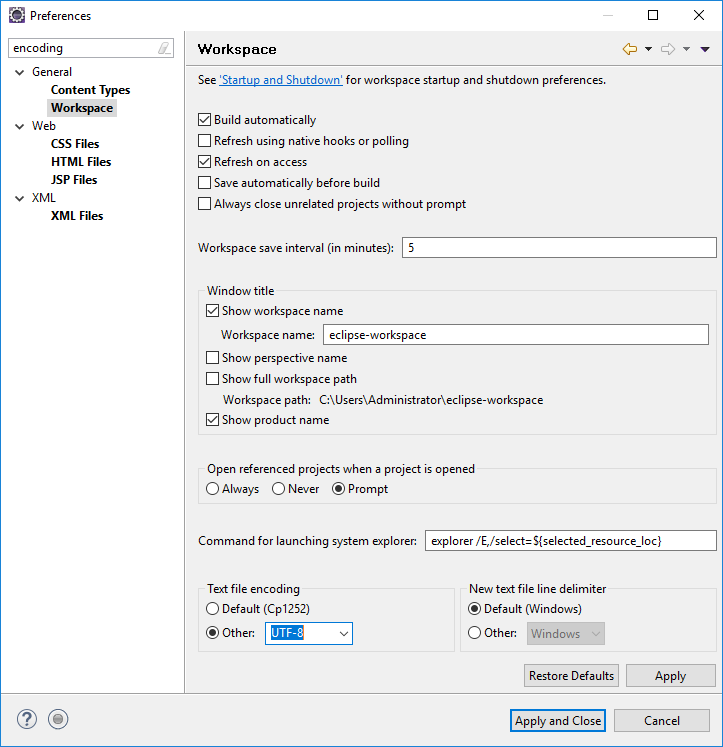 Preferences
encoding
General
Content Types
Workspace
Web
CSS Files
HTML Files
JSP Files
XML
XML Files
Workspace
See 'Startup and Shutdown' for workspace startup and shutdown preferences.
Build automatically
Refresh using native hooks or polling
Refresh on access
Save automatically before build
Always close unrelated projects without prompt
Workspace save interval (in minutes): 5
Window title
Show workspace name
Workspace name: eclipse-workspace
Show perspective name
Show full workspace path
Workspace path: C:\Users\Administrator\eclipse-workspace
Show product name
Open referenced projects when a project is opened
Always Never Prompt
Command for launching system explorer: explorer /E,/select=${selected_resource_loc}
Text file encoding
Default (Cp1252)
Other: UTF-8
New text file line delimiter
Default (Windows)
Other: Windows
Restore Defaults Apply
? Apply and Close Cancel